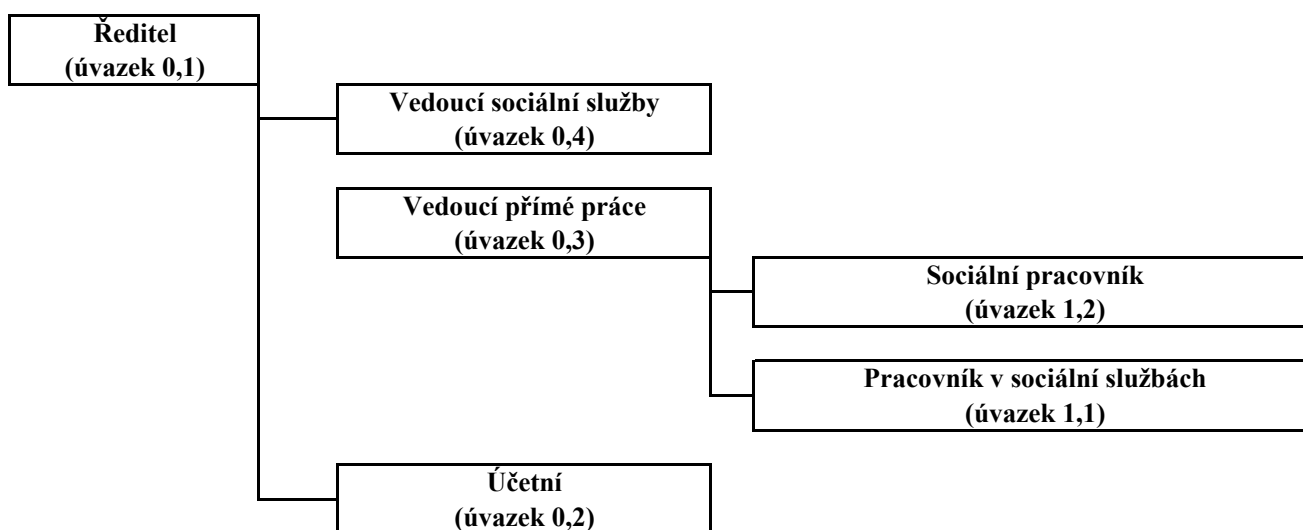 Ředitel
(úvazek 0,1)
Vedoucí sociální služby
(úvazek 0,4)
Vedoucí přímé práce
(úvazek 0,3)
Sociální pracovník
(úvazek 1,2)
Pracovník v sociální službách
(úvazek 1,1)
Účetní
(úvazek 0,2)